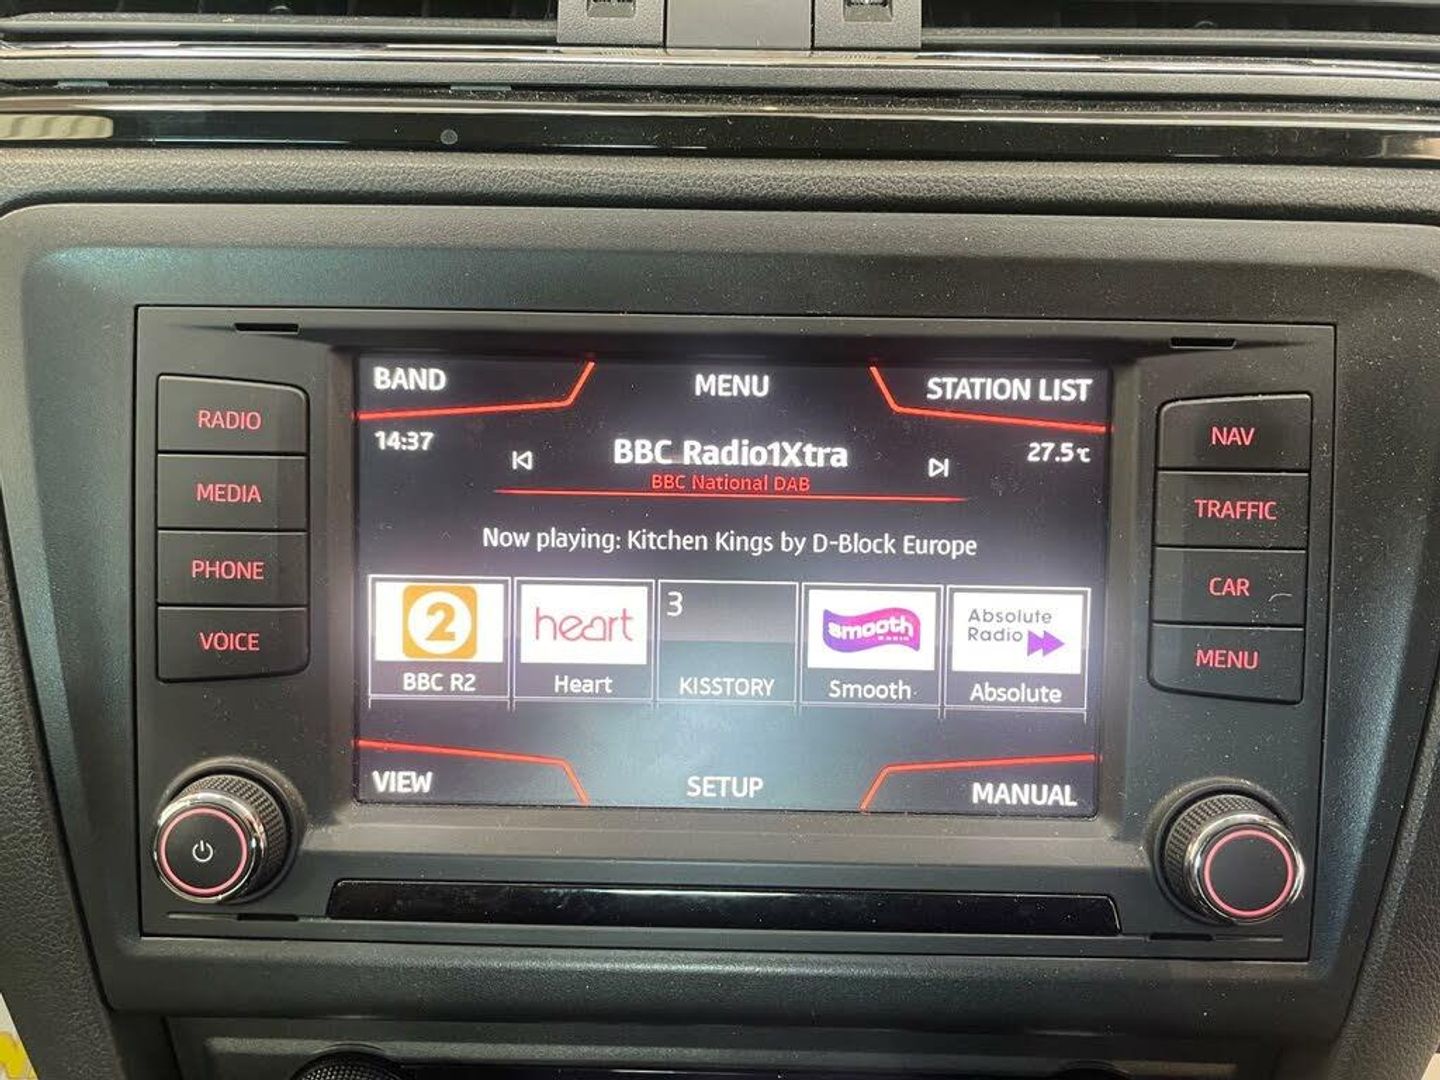 BAND MENU STATION LIST
14:37 BBC Radio1Xtra 27.5℃
BBC National DAB
Now playing: Kitchen Kings by D-Block Europe
2 heart 3 smooth RADIO Absolute
Radio
BBC R2 Heart KISSTORY Smooth Absolute
VIEW SETUP MANUAL
RADIO
MEDIA
PHONE
VOICE
NAV
TRAFFIC
CAR
MENU